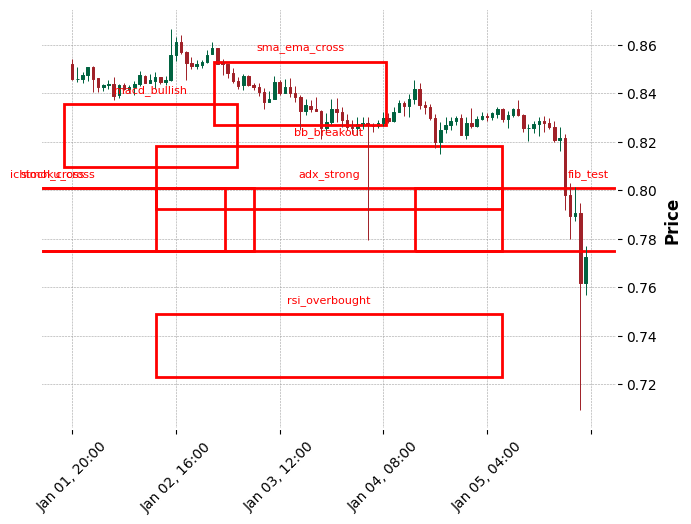 sma_ema_cross
macd_bullish
bb_breakout
adx_strong
fib_test
rsi_overbought
0.86
0.84
0.82
0.80
0.78
0.76
0.74
0.72
Price
Jan 01, 20:00
Jan 02, 16:00
Jan 03, 12:00
Jan 04, 08:00
Jan 05, 04:00